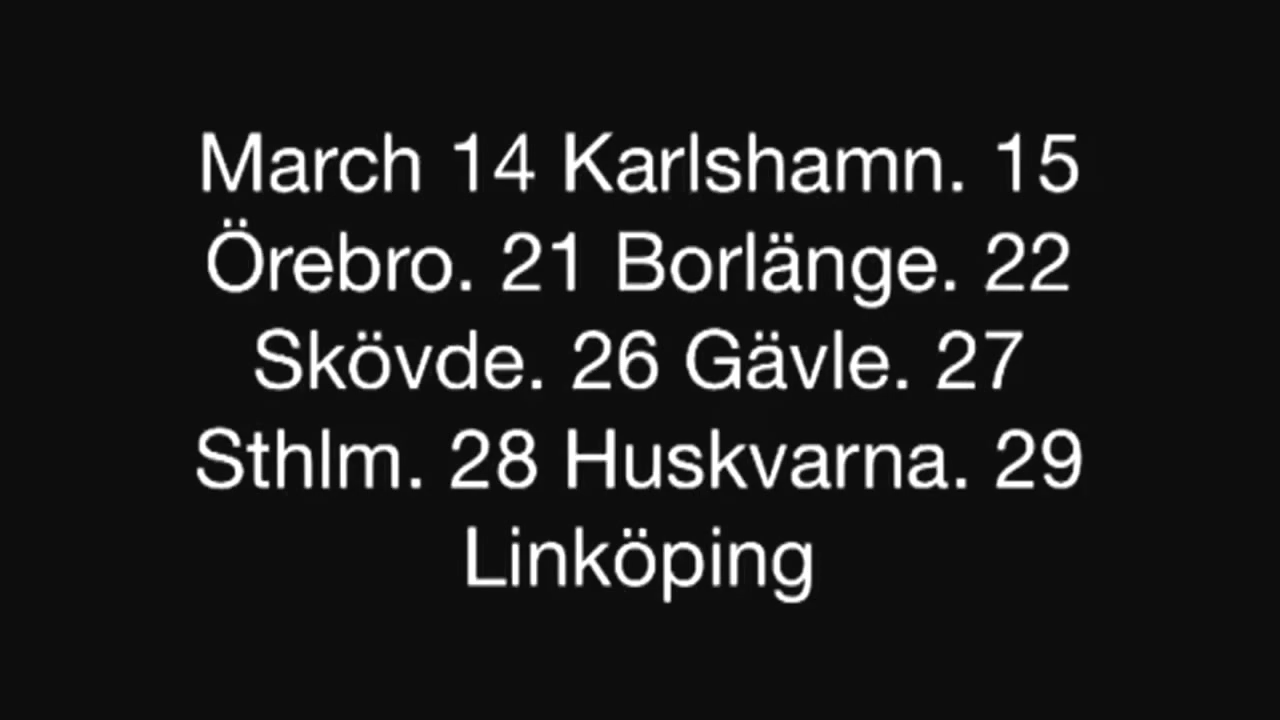 March 14 Karlshamn. 15
Örebro. 21 Borlänge. 22
Skövde. 26 Gävle. 27
Sthlm. 28 Huskvarna. 29
Linköping